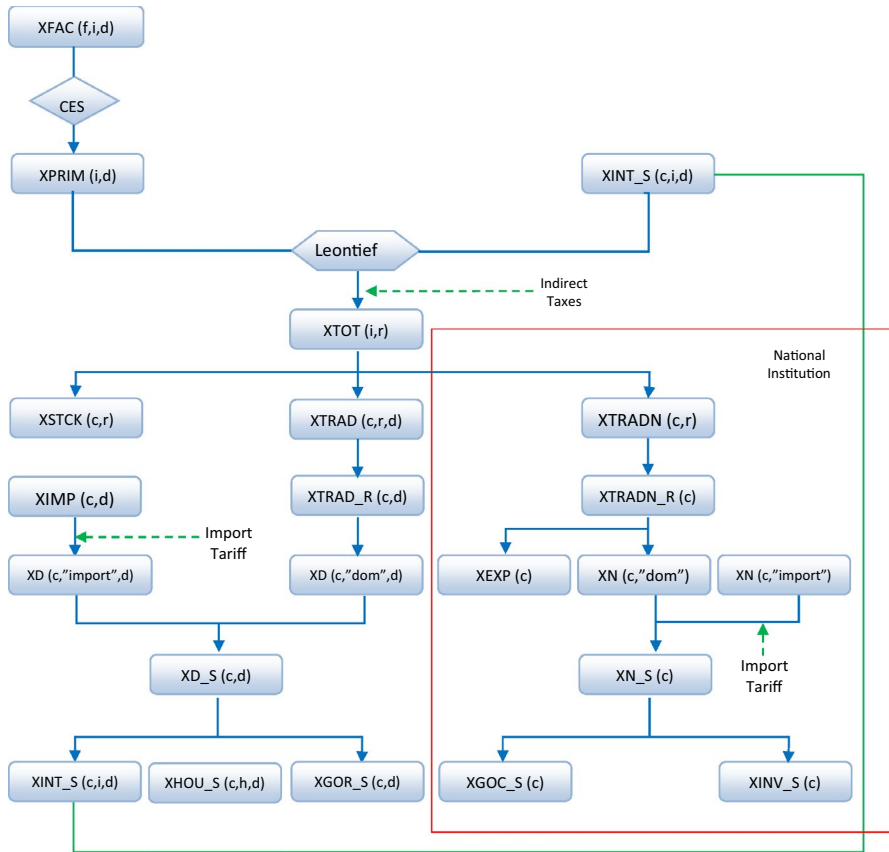 XFAC (f,i,d)
CES
XPRIM (i,d)
XINT_S (c,i,d)
Leontief
Indirect
Taxes
XTOT (i,r)
National
Institution
XSTCK (c,r)
XTRAD (c,r,d)
XTRADN (c,r)
XIMP (c,d)
XTRAD_R (c,d)
XTRADN_R (c)
Import
Tariff
XD (c,”import”,d)
XD (c,”dom”,d)
XEXP (c)
XN (c,”dom”)
XN (c,”import”)
XD_S (c,d)
XN_S (c)
Import
Tariff
XINT_S (c,i,d)
XHOU_S (c,h,d)
XGOR_S (c,d)
XGOC_S (c)
XINV_S (c)